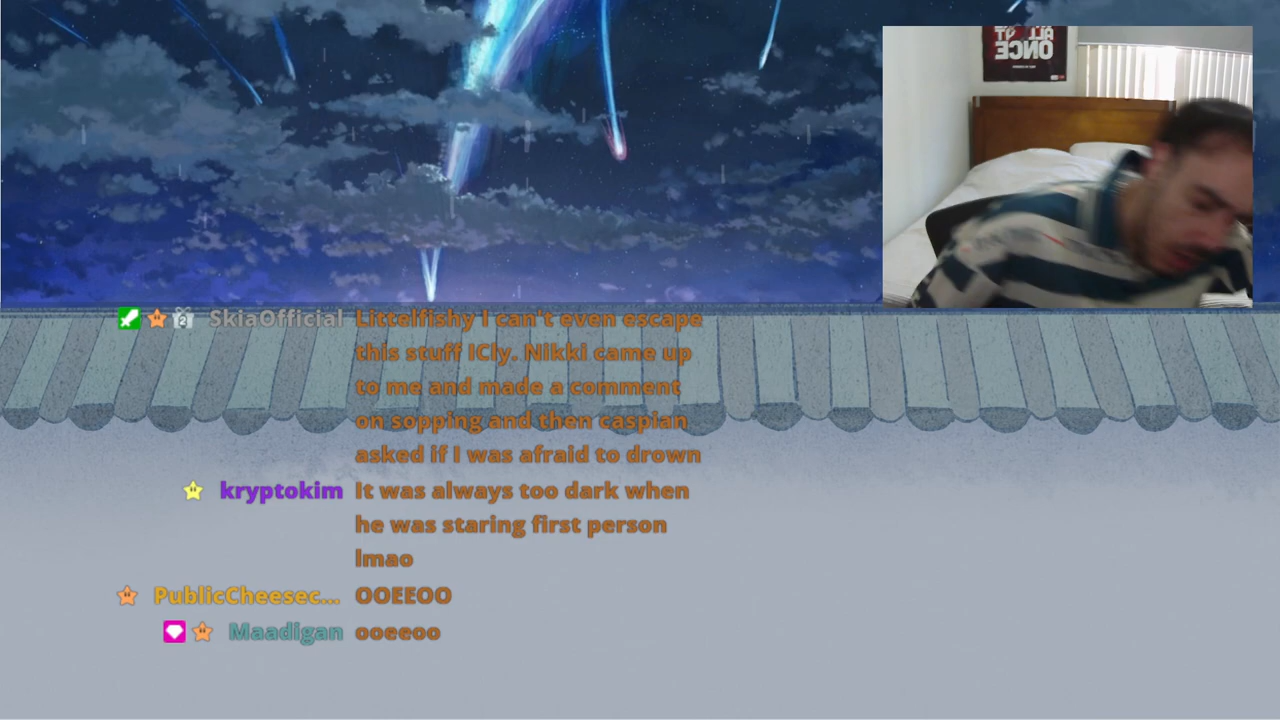 ALL AT
ONCE
SkiaOfficial Littelfishy I can't even escape
this stuff ICly. Nikki came up
to me and made a comment
on sopping and then caspian
asked if I was afraid to drown
kryptokim It was always too dark when
he was staring first person
lmao
PublicCheesec... OOEEOO
Maadigan ooeeoo